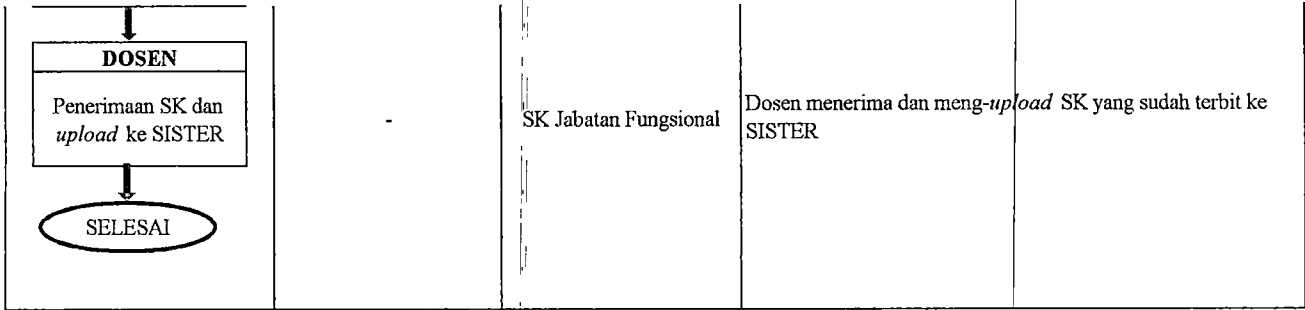 DOSEN
Penerimaan SK dan
upload ke SISTER
SELESAI
-
SK Jabatan Fungsional
Dosen menerima dan meng-upload SK yang sudah terbit ke
SISTER